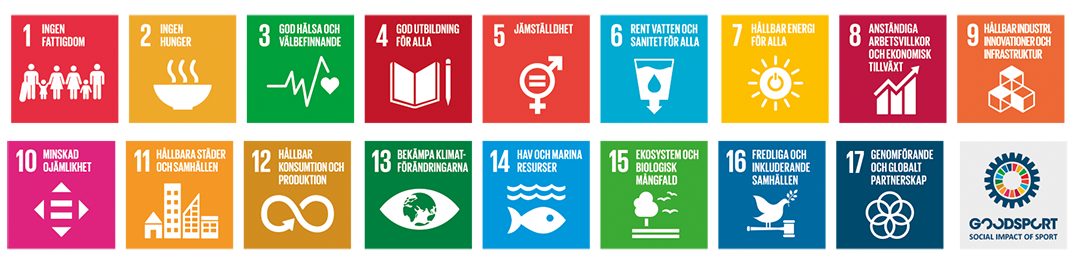 1 INGEN
FATTIGDOM
2 INGEN
HUNGER
3 GOD HÄLSA OCH
VÄLBEFINNANDE
4 GOD UTBILDNING
FÖR ALLA
5 JÄMSTÄLLDHET
6 RENT VATTEN OCH
SANITET FÖR ALLA
7 HÅLLBAR ENERGI
FÖR ALLA
8 ANSTÄNDIGA
ARBETSVILLKOR
OCH EKONOMISK
TILLVÄXT
9 HÅLLBAR INDUSTRI,
INNOVATIONER OCH
INFRASTRUKTUR
10 MINSKAD
OJÄMLIKHET
11 HÅLLBARA STÄDER
OCH SAMHÄLLEN
12 HÅLLBAR
KONSUMTION OCH
PRODUKTION
13 BEKÄMPA KLIMAT-
FÖRÄNDRINGARNA
14 HAV OCH MARINA
RESURSER
15 EKOSYSTEM OCH
BIOLOGISK
MÅNGFALD
16 FREDLIGA OCH
INKLUDERANDE
SAMHÄLLEN
17 GENOMFÖRANDE
OCH GLOBALT
PARTNERSKAP
GOODSPORT
SOCIAL IMPACT OF SPORT